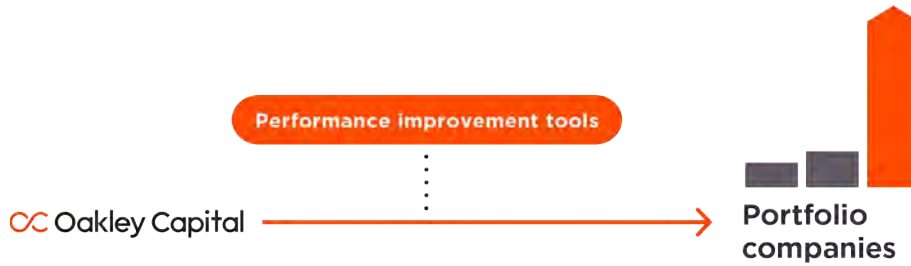 Performance improvement tools
Oakley Capital
Portfolio
companies